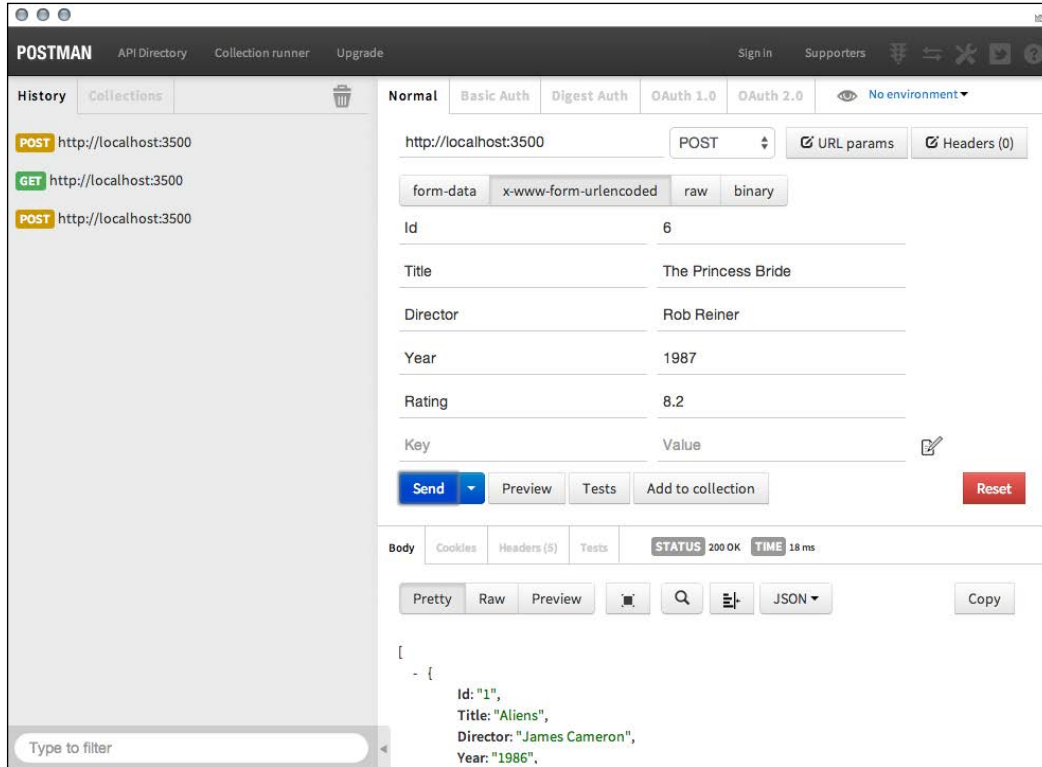 POSTMAN API Directory Collection runner Upgrade Sign in Supporters
History Collections
POST http://localhost:3500
GET http://localhost:3500
POST http://localhost:3500
Type to filter
Normal Basic Auth Digest Auth OAuth 1.0 OAuth 2.0 No environment
http://localhost:3500 POST URL params Headers (0)
form-data x-www-form-urlencoded raw binary
Id 6
Title The Princess Bride
Director Rob Reiner
Year 1987
Rating 8.2
Key Value
Send Preview Tests Add to collection Reset
Body Cookies Headers (5) Tests STATUS 200 OK TIME 18 ms
Pretty Raw Preview JSON Copy
[
- {
Id: "1",
Title: "Aliens",
Director: "James Cameron",
Year: "1986",